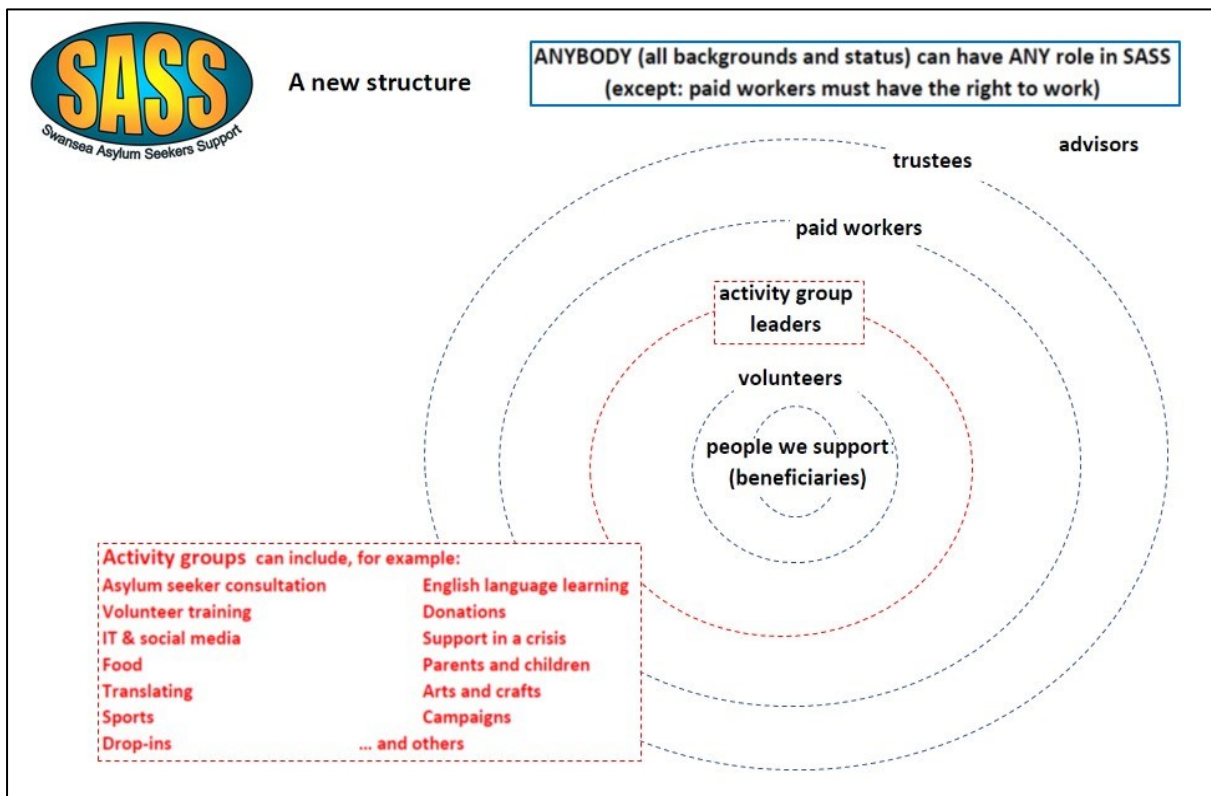 SASS
Swansea Asylum Seekers Support
A new structure
ANYBODY (all backgrounds and status) can have ANY role in SASS
(except: paid workers must have the right to work)
advisors
trustees
paid workers
activity group
leaders
volunteers
people we support
(beneficiaries)
Activity groups can include, for example:
Asylum seeker consultation English language learning
Volunteer training Donations
IT & social media Support in a crisis
Food Parents and children
Translating Arts and crafts
Sports Campaigns
Drop-ins ... and others